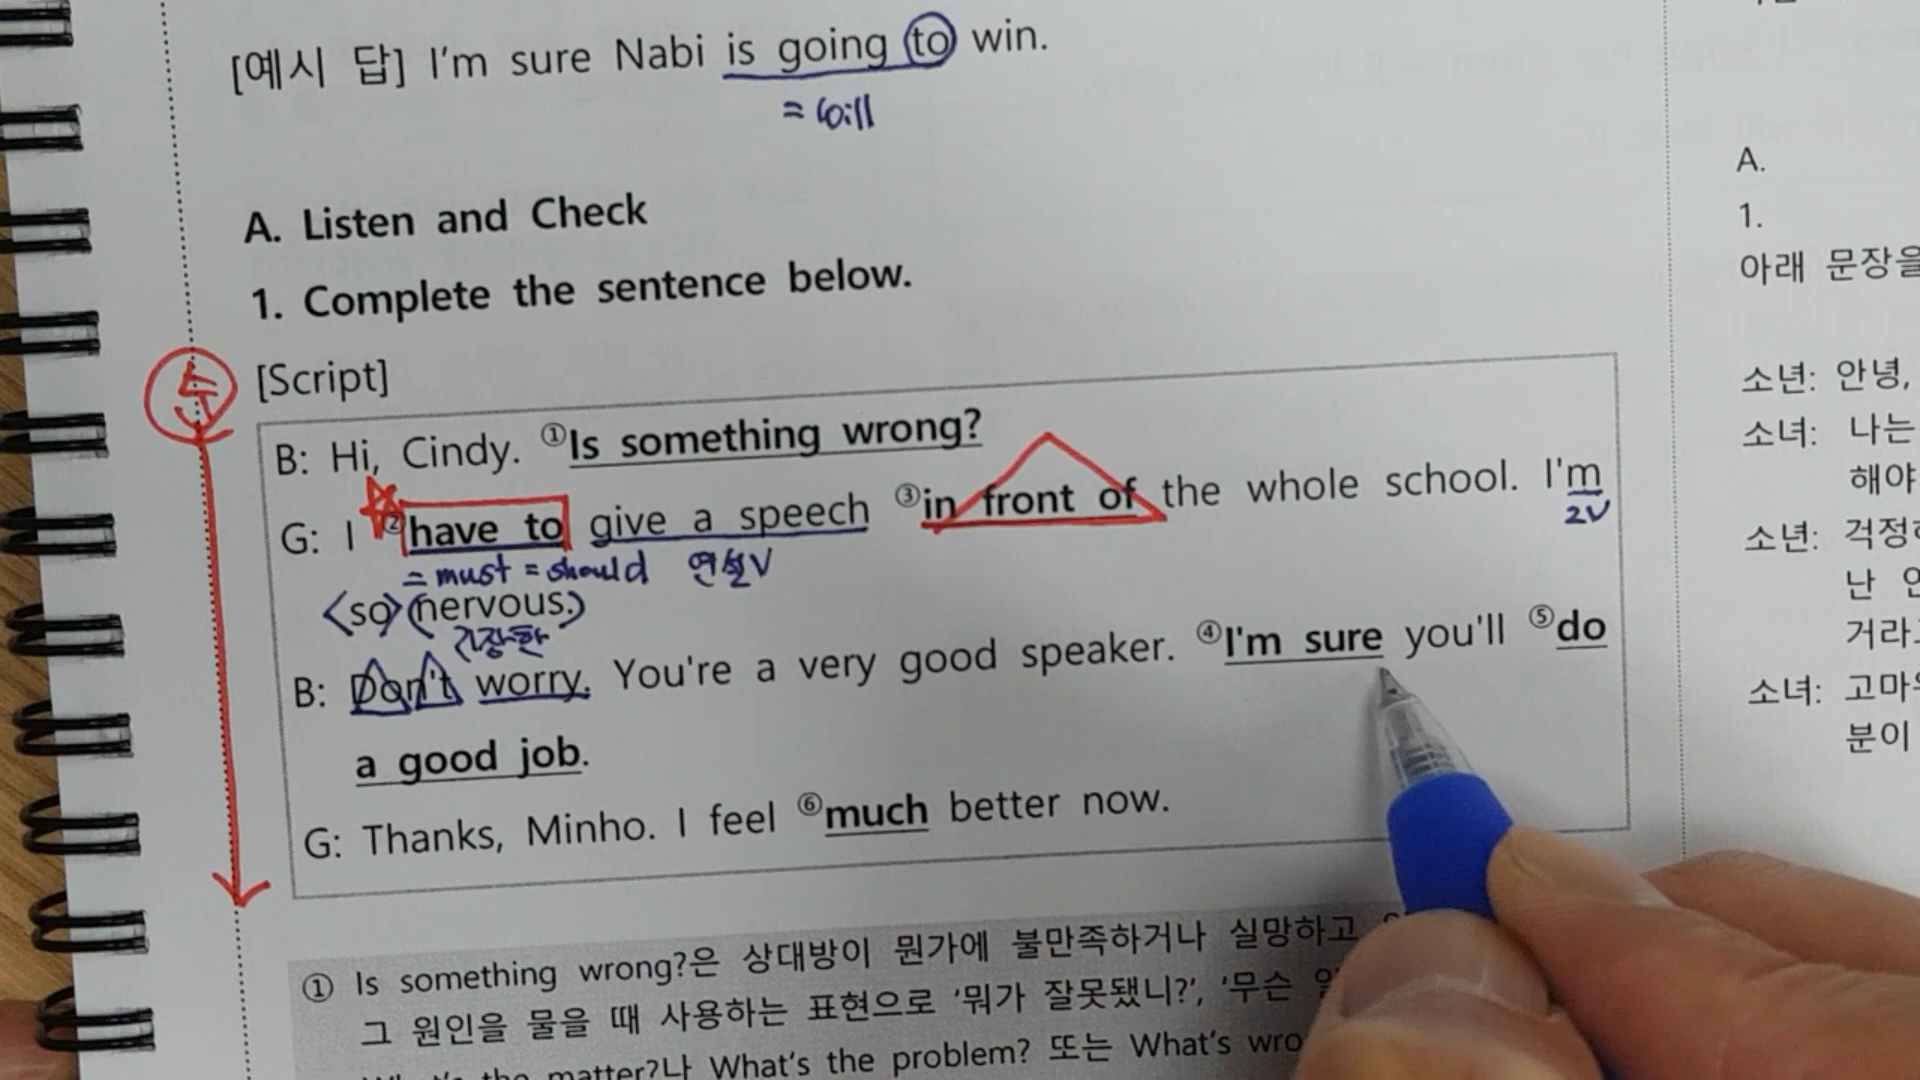 [예시 답] I'm sure Nabi is going to win.
= will
A. Listen and Check
1. Complete the sentence below.
[Script]
B: Hi, Cindy. ①Is something wrong?
G: I ②have to give a speech ③in front of the whole school. I'm
= must = should 연설V 2V
<so> (nervous.)
긴장한
B: Don't worry. You're a very good speaker. ④I'm sure you'll ⑤do
a good job.
G: Thanks, Minho. I feel ⑥much better now.
① Is something wrong?은 상대방이 뭔가에 불만족하거나 실망하고
그 원인을 물을 때 사용하는 표현으로 '뭐가 잘못됐니?', '무슨
the matter?나 What's the problem? 또는 What's wro
A.
1.
아래 문장을
소년: 안녕,
소녀: 나는
해야
소년: 걱정하
난 연
거라고
소녀: 고마워
분이